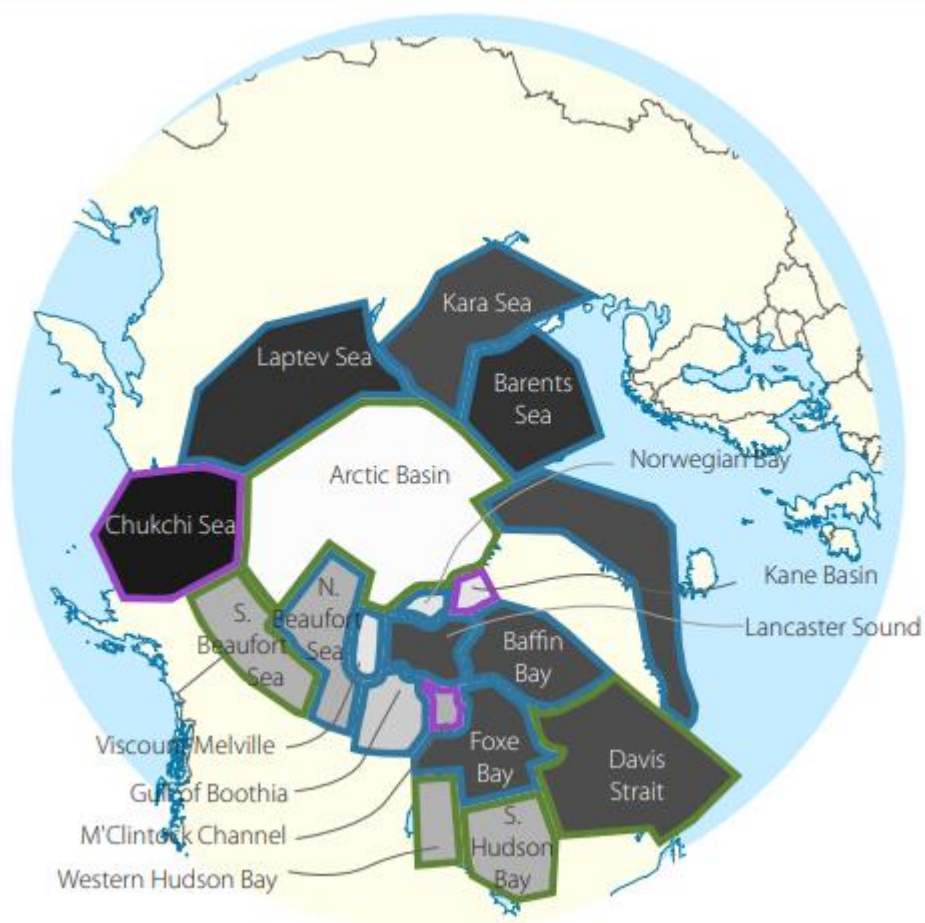 Kara Sea
Laptev Sea
Barents
Sea
Norwegian Bay
Arctic Basin
Chukchi Sea
Kane Basin
N.
Beaufort
Sea
S.
Beaufort
Sea
Lancaster Sound
Baffin
Bay
Viscount Melville
Foxe
Bay
Davis
Strait
Gulf of Boothia
M'Clintock Channel
S.
Hudson
Bay
Western Hudson Bay